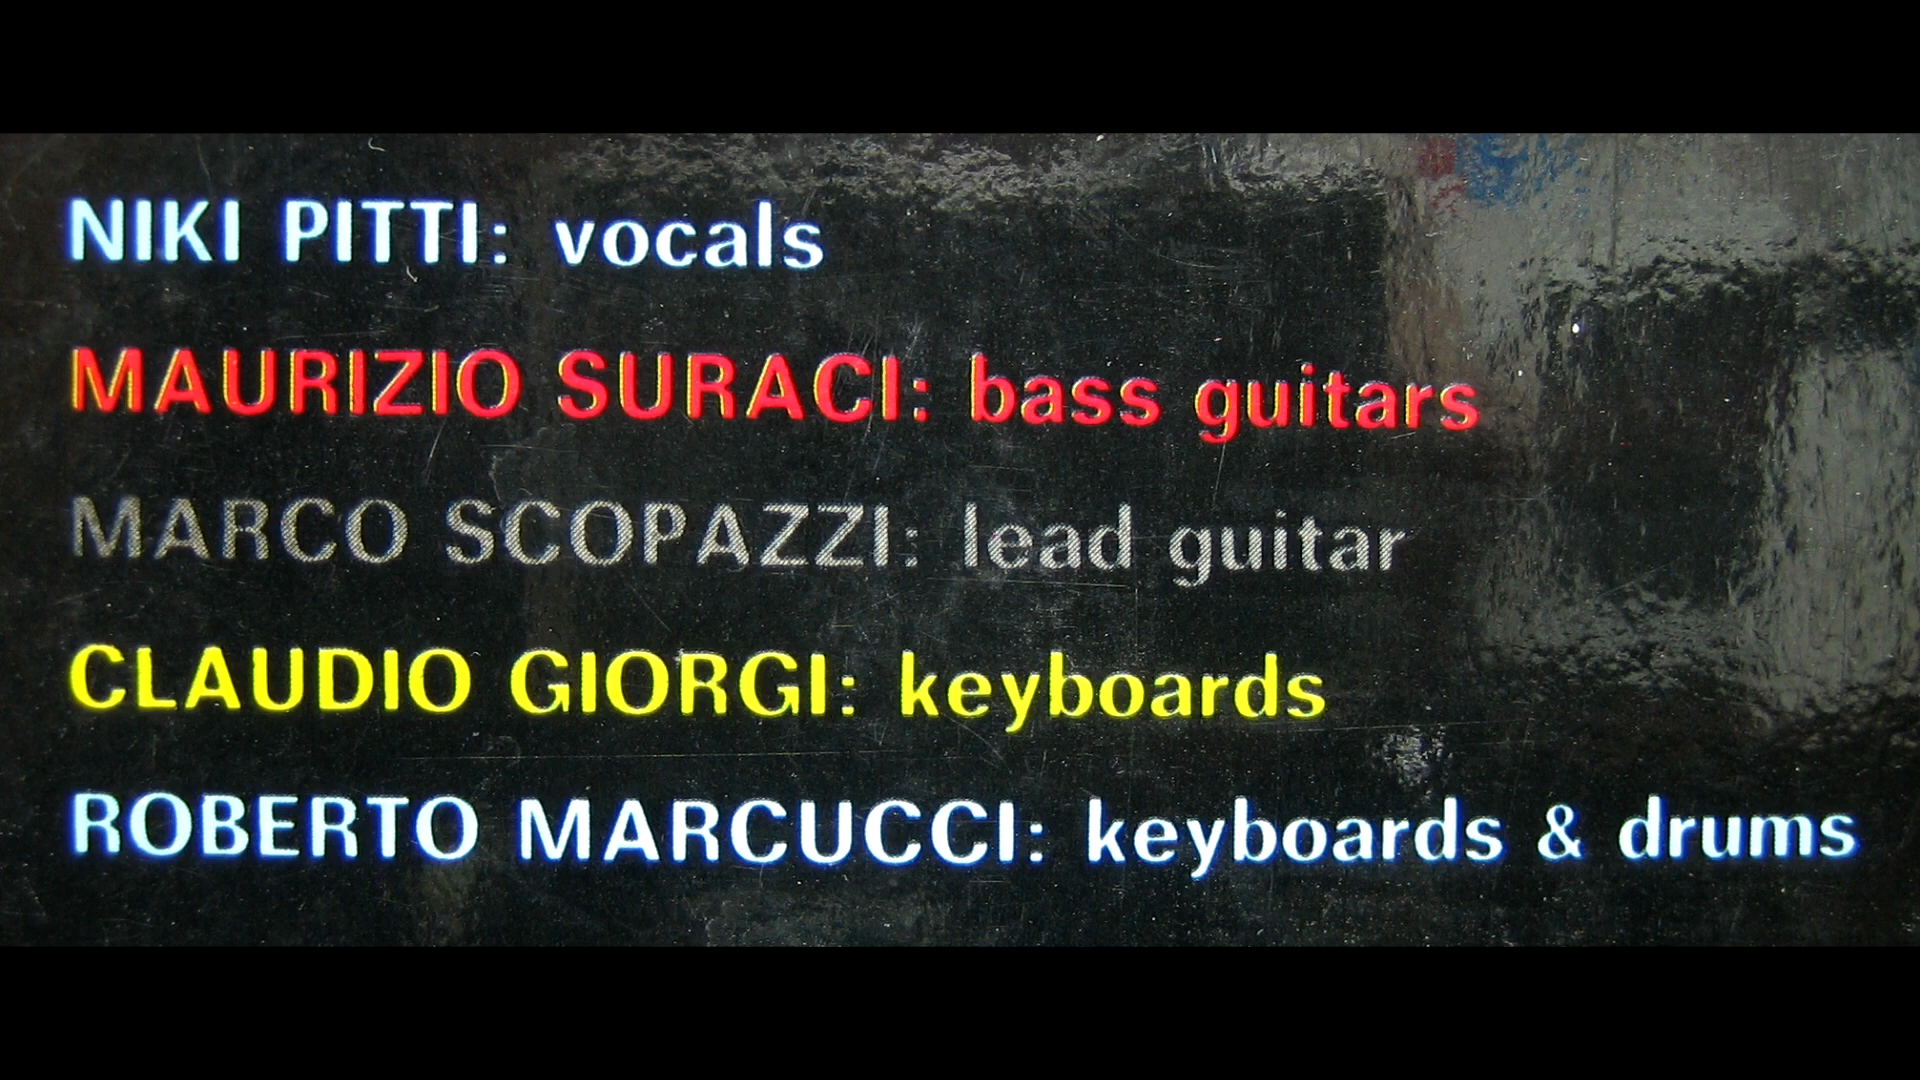 NIKI PITTI: vocals
MAURIZIO SURACI: bass guitars
MARCO SCOPAZZI: lead guitar
CLAUDIO GIORGI: keyboards
ROBERTO MARCUCCI: keyboards & drums